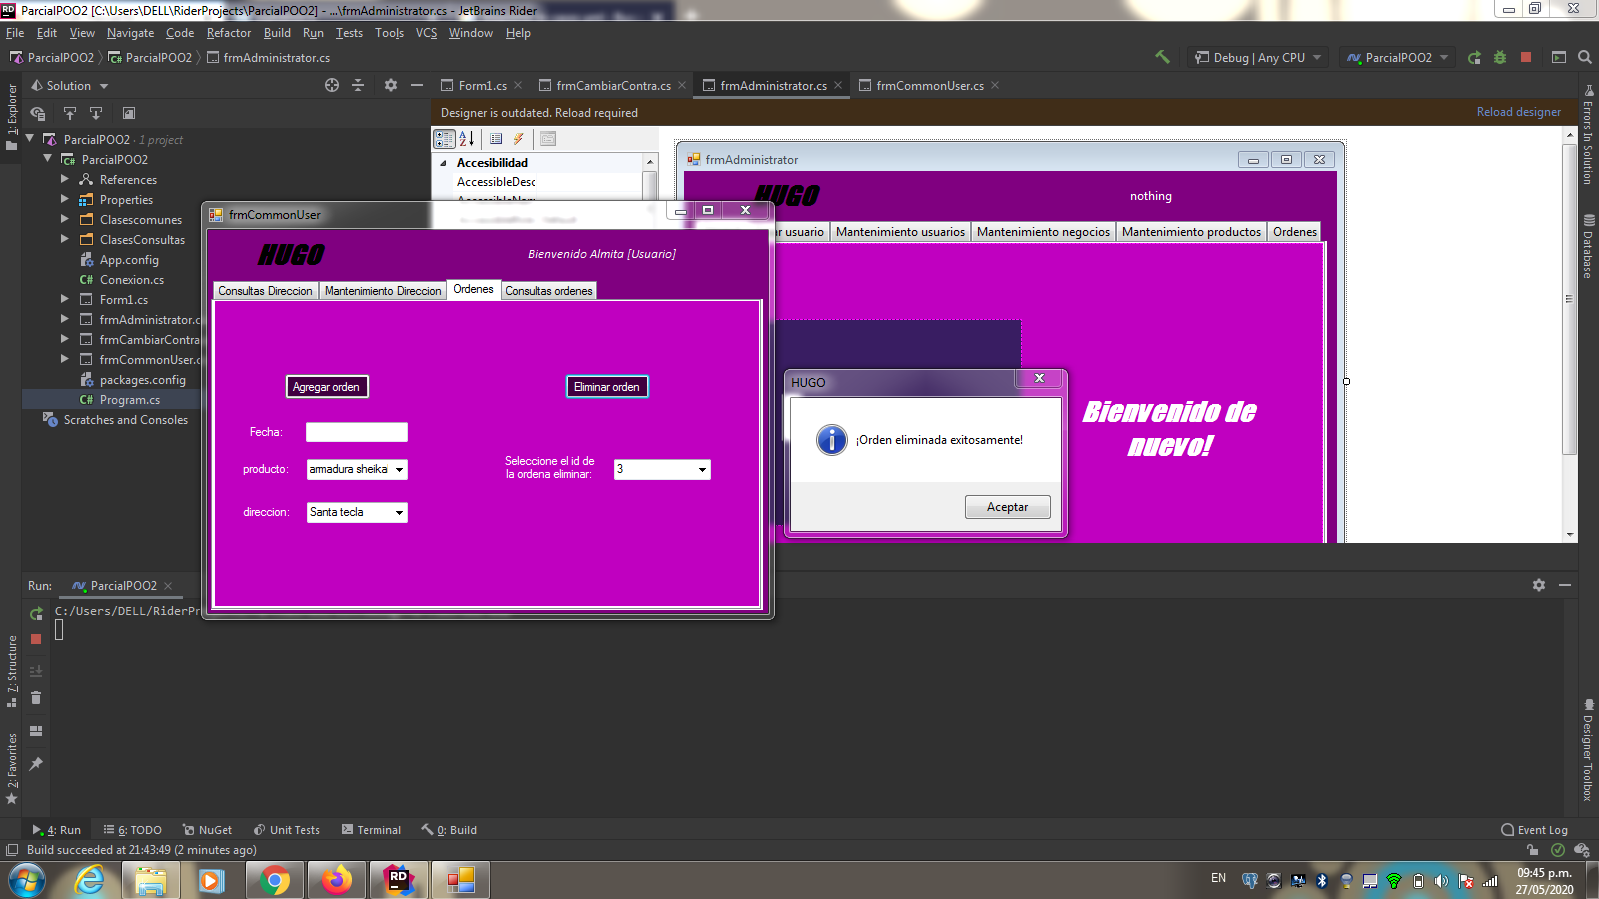 ParcialPOO2 [C:\Users\DELL\RiderProjects\ParcialPOO2] - ...\frmAdministrator.cs - JetBrains Rider
File Edit View Navigate Code Refactor Build Run Tests Tools VCS Window Help
ParcialPOO2 ParcialPOO2 frmAdministrator.cs
Debug | Any CPU ParcialPOO2
Solution
Form1.cs frmCambiarContra.cs frmAdministrator.cs frmCommonUser.cs
Designer is outdated. Reload required Reload designer
1: Explorer
ParcialPOO2 · 1 project
ParcialPOO2
References
Properties
Clasescomunes
ClasesConsultas
App.config
Conexion.cs
Form1.cs
frmAdministrator.c
frmCambiarContra
frmCommonUser.c
packages.config
Program.cs
Scratches and Consoles
Accesibilidad
AccessibleDesc
frmAdministrator
HUGO nothing
ar usuario Mantenimiento usuarios Mantenimiento negocios Mantenimiento productos Ordenes
Bienvenido de
nuevo!
frmCommonUser
HUGO Bienvenido Almita [Usuario]
Consultas Direccion Mantenimiento Direccion Ordenes Consultas ordenes
Agregar orden Eliminar orden
Fecha:
producto: armadura sheika
Seleccione el id de
la ordena eliminar: 3
direccion: Santa tecla
HUGO
¡Orden eliminada exitosamente!
Aceptar
Errors In Solution
Database
Designer Toolbox
Run: ParcialPOO2
C:/Users/DELL/RiderPr
7: Structure
2: Favorites
4: Run 6: TODO NuGet Unit Tests Terminal 0: Build Event Log
Build succeeded at 21:43:49 (2 minutes ago)
EN
09:45 p.m.
27/05/2020